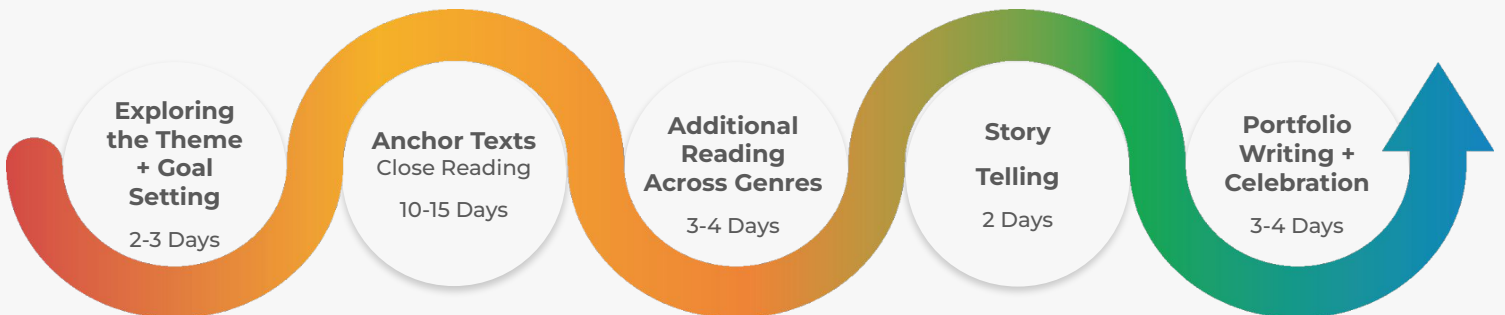 Exploring
the Theme
+ Goal
Setting
2-3 Days
Anchor Texts
Close Reading
10-15 Days
Additional
Reading
Across Genres
3-4 Days
Story
Telling
2 Days
Portfolio
Writing +
Celebration
3-4 Days